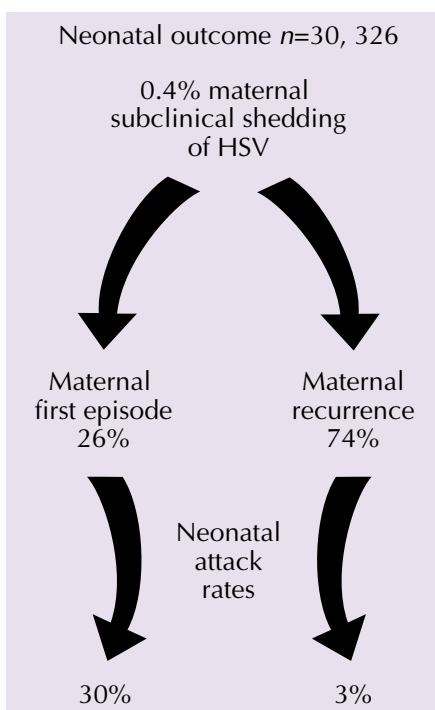 Neonatal outcome n=30, 326
0.4% maternal
subclinical shedding
of HSV
Maternal
first episode
26%
Maternal
recurrence
74%
Neonatal
attack
rates
30%
3%